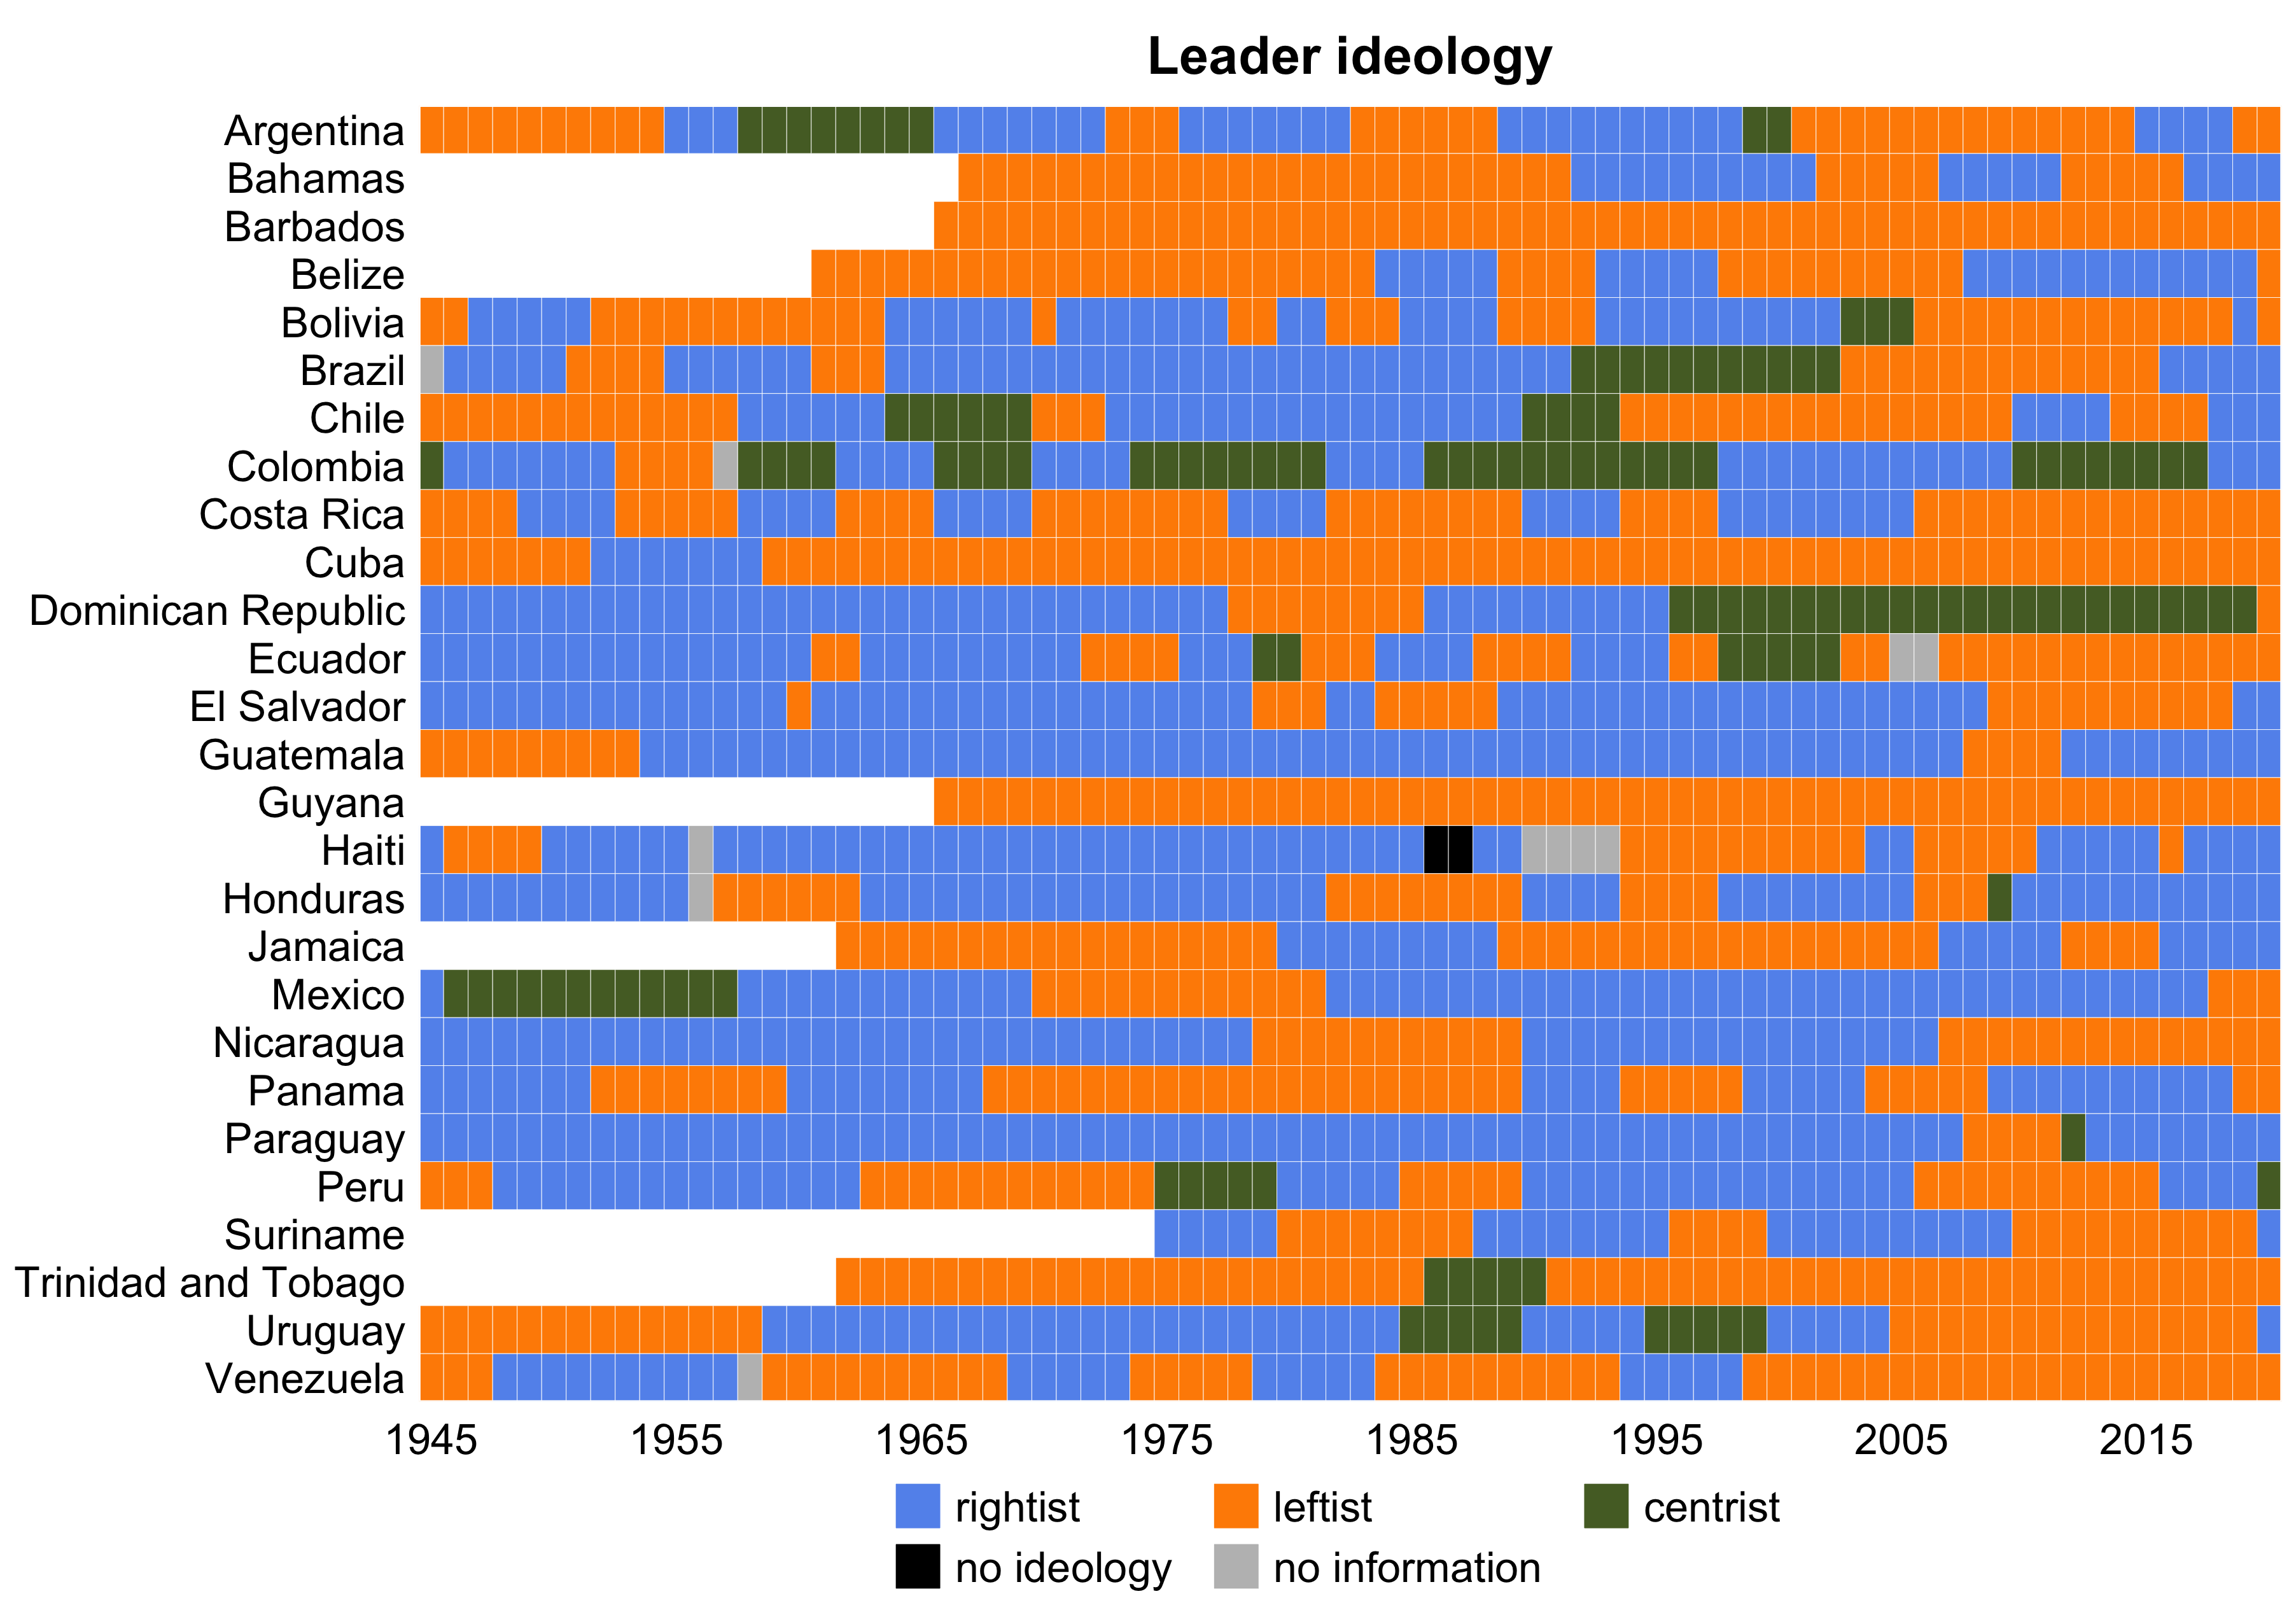 Leader ideology
Argentina
Bahamas
Barbados
Belize
Bolivia
Brazil
Chile
Colombia
Costa Rica
Cuba
Dominican Republic
Ecuador
El Salvador
Guatemala
Guyana
Haiti
Honduras
Jamaica
Mexico
Nicaragua
Panama
Paraguay
Peru
Suriname
Trinidad and Tobago
Uruguay
Venezuela
1945 1955 1965 1975 1985 1995 2005 2015
rightist leftist centrist
no ideology no information